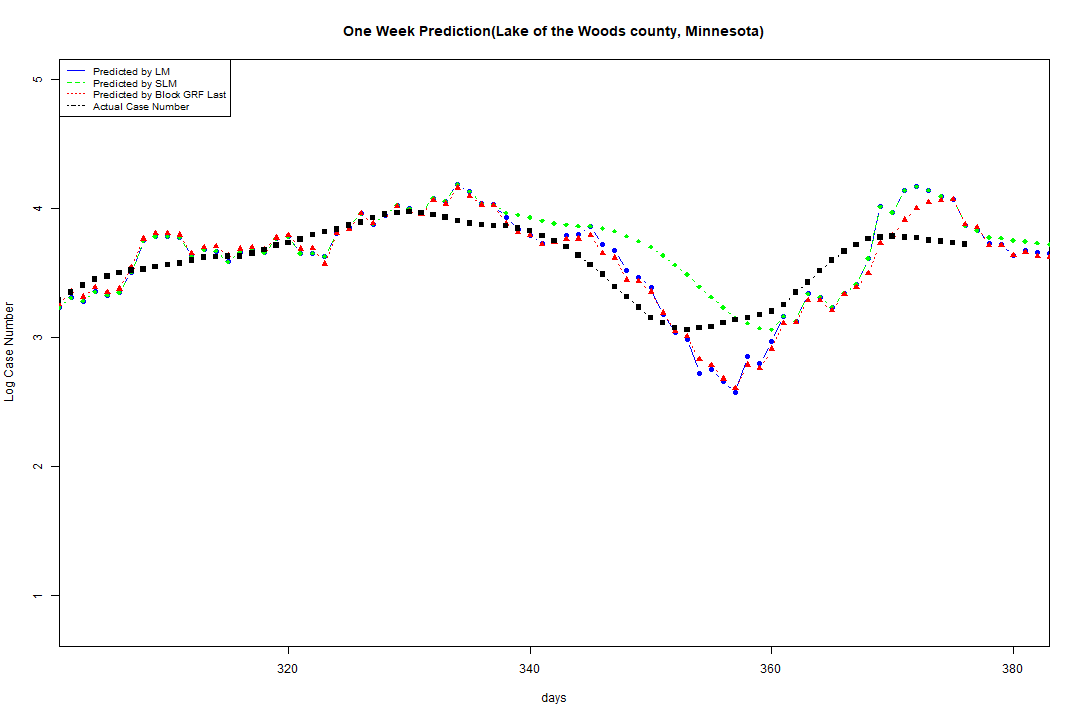 One Week Prediction(Lake of the Woods county, Minnesota)
Predicted by LM
Predicted by SLM
Predicted by Block GRF Last
Actual Case Number
5
4
3
2
1
Log Case Number
320
340
360
380
days